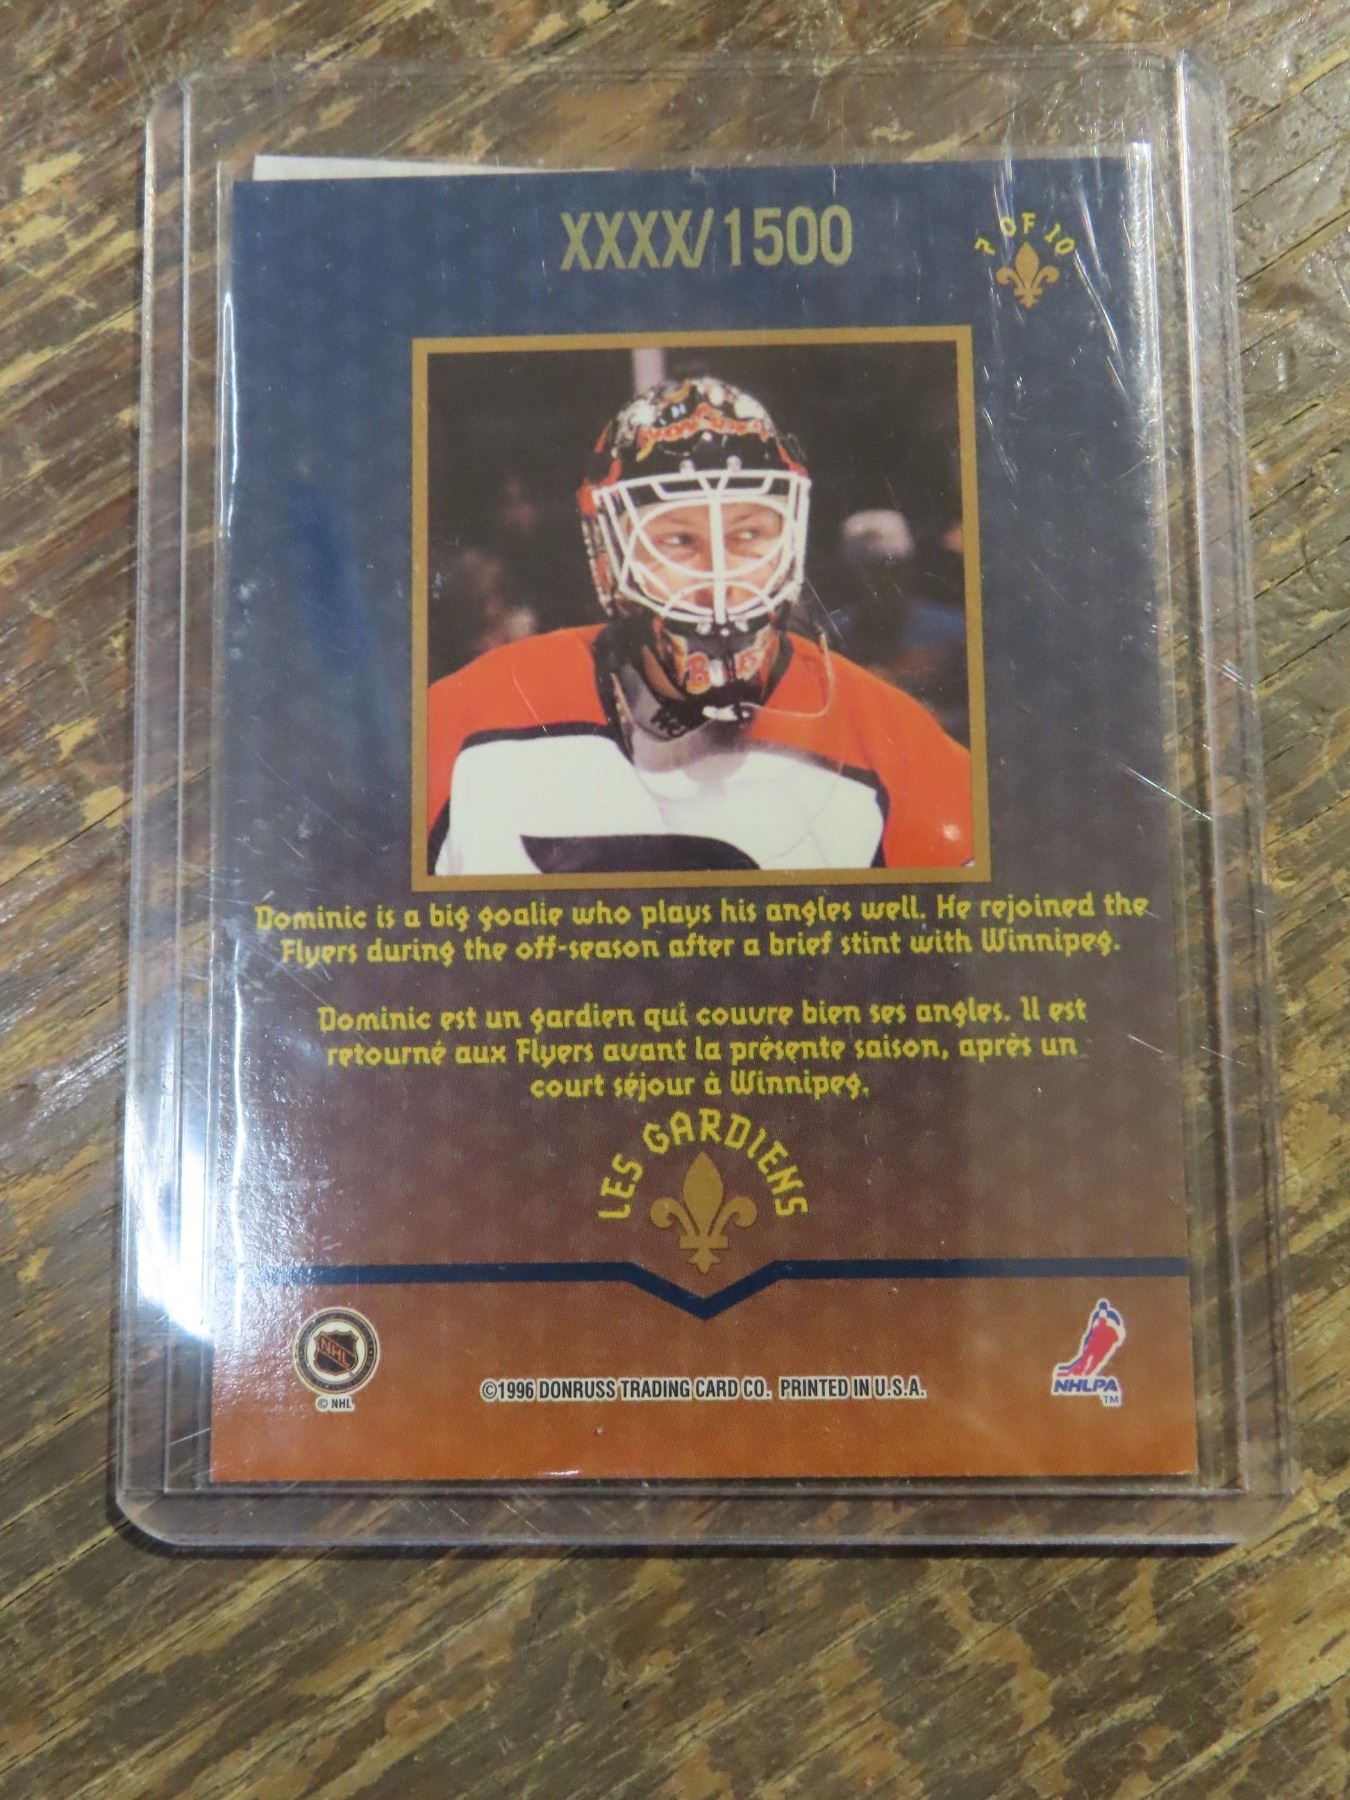 XXXX/1500
7 OF 10
Dominic is a big goalie who plays his angles well. He rejoined the
Flyers during the off-season after a brief stint with Winnipeg.
Dominic est un gardien qui couvre bien ses angles. Il est
retourné aux Flyers avant la présente saison, après un
court séjour à Winnipeg.
LES GARDIENS
NHL
© NHL
©1996 DONRUSS TRADING CARD CO. PRINTED IN U.S.A.
NHLPA
TM